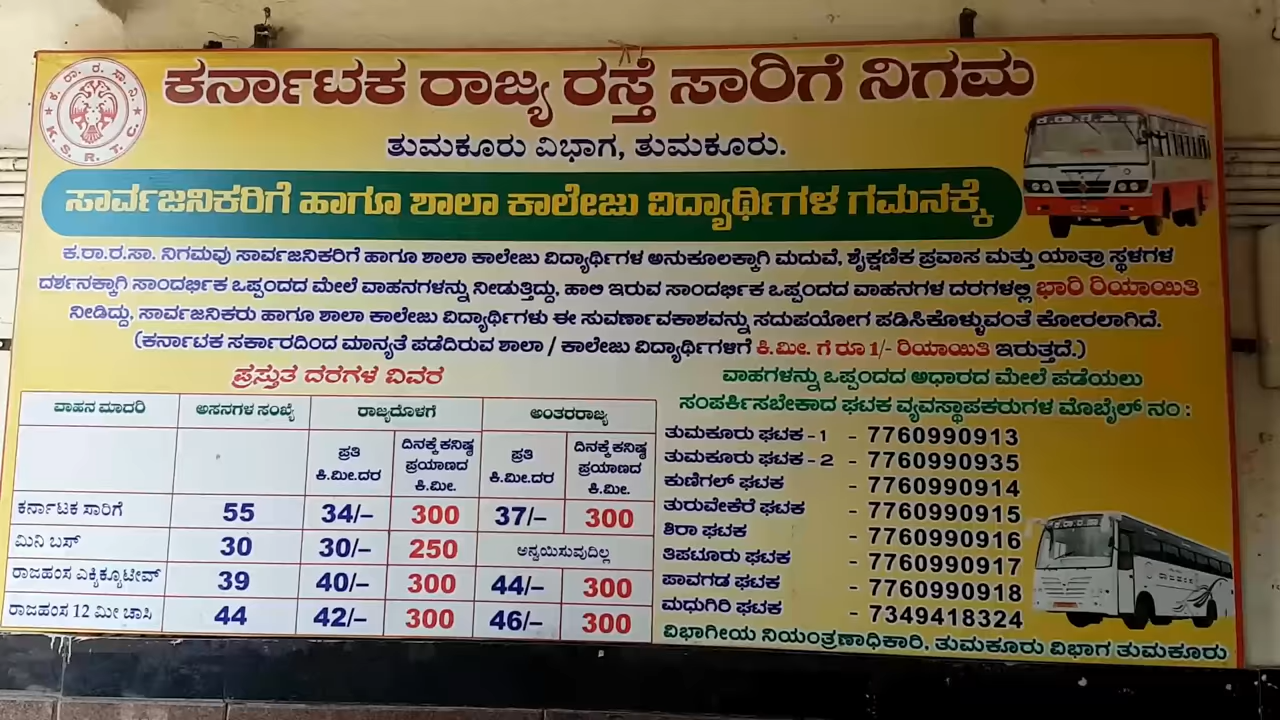 ಕ. ರಾ. ರ. ಸಾ. ನಿ.
K. S. R. T. C.
ಕರ್ನಾಟಕ ರಾಜ್ಯ ರಸ್ತೆ ಸಾರಿಗೆ ನಿಗಮ
ತುಮಕೂರು ವಿಭಾಗ, ತುಮಕೂರು.
ಸಾರ್ವಜನಿಕರಿಗೆ ಹಾಗೂ ಶಾಲಾ ಕಾಲೇಜು ವಿದ್ಯಾರ್ಥಿಗಳ ಗಮನಕ್ಕೆ
ಕ.ರಾ.ರ.ಸಾ. ನಿಗಮವು ಸಾರ್ವಜನಿಕರಿಗೆ ಹಾಗೂ ಶಾಲಾ ಕಾಲೇಜು ವಿದ್ಯಾರ್ಥಿಗಳ ಅನುಕೂಲಕ್ಕಾಗಿ ಮದುವೆ, ಶೈಕ್ಷಣಿಕ ಪ್ರವಾಸ ಮತ್ತು ಯಾತ್ರಾ ಸ್ಥಳಗಳ
ದರ್ಶನಕ್ಕಾಗಿ ಸಾಂದರ್ಭಿಕ ಒಪ್ಪಂದದ ಮೇಲೆ ವಾಹನಗಳನ್ನು ನೀಡುತ್ತಿದ್ದು, ಹಾಲಿ ಇರುವ ಸಾಂದರ್ಭಿಕ ಒಪ್ಪಂದದ ವಾಹನಗಳ ದರಗಳಲ್ಲಿ ಭಾರಿ ರಿಯಾಯಿತಿ
ನೀಡಿದ್ದು, ಸಾರ್ವಜನಿಕರು ಹಾಗೂ ಶಾಲಾ ಕಾಲೇಜು ವಿದ್ಯಾರ್ಥಿಗಳು ಈ ಸುವರ್ಣಾವಕಾಶವನ್ನು ಸದುಪಯೋಗ ಪಡಿಸಿಕೊಳ್ಳುವಂತೆ ಕೋರಲಾಗಿದೆ.
(ಕರ್ನಾಟಕ ಸರ್ಕಾರದಿಂದ ಮಾನ್ಯತೆ ಪಡೆದಿರುವ ಶಾಲಾ / ಕಾಲೇಜು ವಿದ್ಯಾರ್ಥಿಗಳಿಗೆ ಕಿ.ಮೀ. ಗೆ ರೂ 1/- ರಿಯಾಯಿತಿ ಇರುತ್ತದೆ.)
ಪ್ರಸ್ತುತ ದರಗಳ ವಿವರ
ವಾಹನ ಮಾದರಿ ಅಸನಗಳ ಸಂಖ್ಯೆ ರಾಜ್ಯದೊಳಗೆ ಅಂತರರಾಜ್ಯ
ಪ್ರತಿ ಕಿ.ಮೀ.ದರ ದಿನಕ್ಕೆ ಕನಿಷ್ಠ ಪ್ರಯಾಣದ ಕಿ.ಮೀ. ಪ್ರತಿ ಕಿ.ಮೀ.ದರ ದಿನಕ್ಕೆ ಕನಿಷ್ಠ ಪ್ರಯಾಣದ ಕಿ.ಮೀ.
ಕರ್ನಾಟಕ ಸಾರಿಗೆ 55 34/– 300 37/– 300
ಮಿನಿ ಬಸ್ 30 30/– 250 ಅನ್ವಯಿಸುವುದಿಲ್ಲ
ರಾಜಹಂಸ ಎಕ್ಸಿಕ್ಯೂಟೀವ್ 39 40/– 300 44/– 300
ರಾಜಹಂಸ 12 ಮೀ ಚಾಸಿ 44 42/– 300 46/– 300
ವಾಹಗಳನ್ನು ಒಪ್ಪಂದದ ಅಧಾರದ ಮೇಲೆ ಪಡೆಯಲು
ಸಂಪರ್ಕಿಸಬೇಕಾದ ಘಟಕ ವ್ಯವಸ್ಥಾಪಕರುಗಳ ಮೊಬೈಲ್ ನಂ :
ತುಮಕೂರು ಘಟಕ - 1 - 7760990913
ತುಮಕೂರು ಘಟಕ - 2 - 7760990935
ಕುಣಿಗಲ್ ಘಟಕ - 7760990914
ತುರುವೇಕೆರೆ ಘಟಕ - 7760990915
ಶಿರಾ ಘಟಕ - 7760990916
ತಿಪಟೂರು ಘಟಕ - 7760990917
ಪಾವಗಡ ಘಟಕ - 7760990918
ಮಧುಗಿರಿ ಘಟಕ - 7349418324
ವಿಭಾಗೀಯ ನಿಯಂತ್ರಣಾಧಿಕಾರಿ, ತುಮಕೂರು ವಿಭಾಗ ತುಮಕೂರು